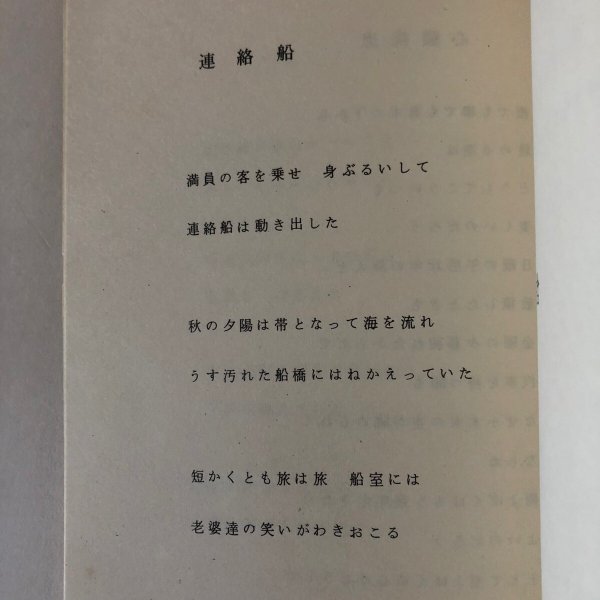 連絡船
満員の客を乗せ　身ぶるいして
連絡船は動き出した
秋の夕陽は帯となって海を流れ
うす汚れた船橋にはねかえっていた
短かくとも旅は旅　船室には
老婆達の笑いがわきおこる